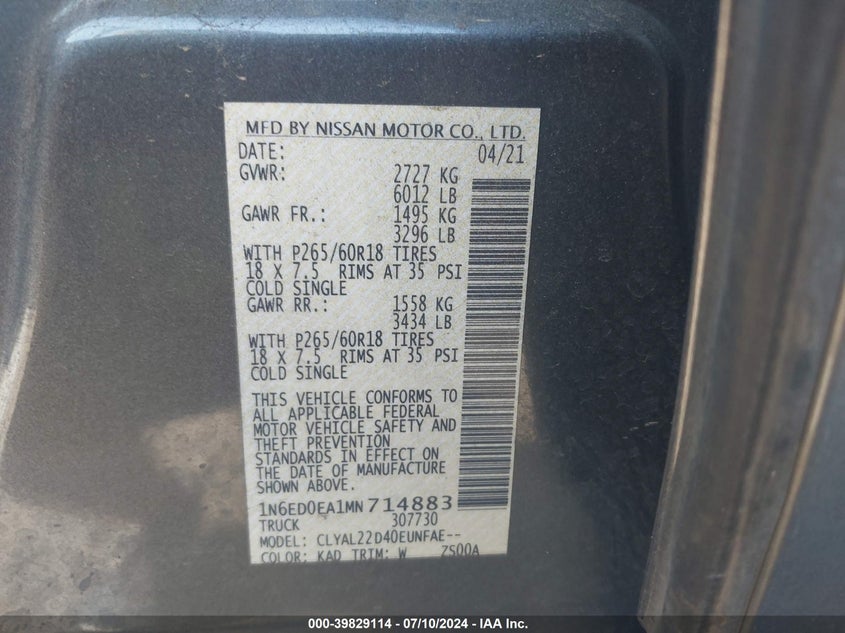 MFD BY NISSAN MOTOR CO., LTD.
DATE: 04/21
GVWR: 2727 KG
6012 LB
GAWR FR.: 1495 KG
3296 LB
WITH P265/60R18 TIRES
18 X 7.5 RIMS AT 35 PSI
COLD SINGLE
GAWR RR.: 1558 KG
3434 LB
WITH P265/60R18 TIRES
18 X 7.5 RIMS AT 35 PSI
COLD SINGLE
THIS VEHICLE CONFORMS TO
ALL APPLICABLE FEDERAL
MOTOR VEHICLE SAFETY AND
THEFT PREVENTION
STANDARDS IN EFFECT ON
THE DATE OF MANUFACTURE
SHOWN ABOVE.
1N6ED0EA1MN714883
TRUCK 307730
MODEL: CLYAL22D40EUNFAE--
COLOR: KAD TRIM: W ZS00A
000-39829114 - 07/10/2024 - IAA Inc.